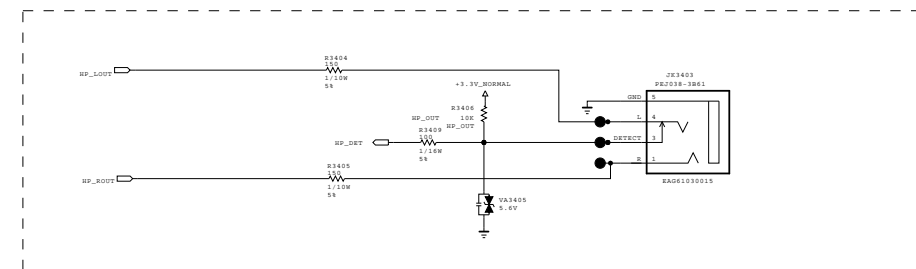 R3404
150
HP_LOUT
1/10W
5%
JK3403
PEJ038-3B61
+3.3V_NORMAL
GND 5
R3406
10K
HP_OUT
L 4
HP_OUT
R3409
100
HP_DET
DETECT 3
1/16W
5%
R3405
150
R 1
HP_ROUT
1/10W
5%
EAG61030015
VA3405
5.6V